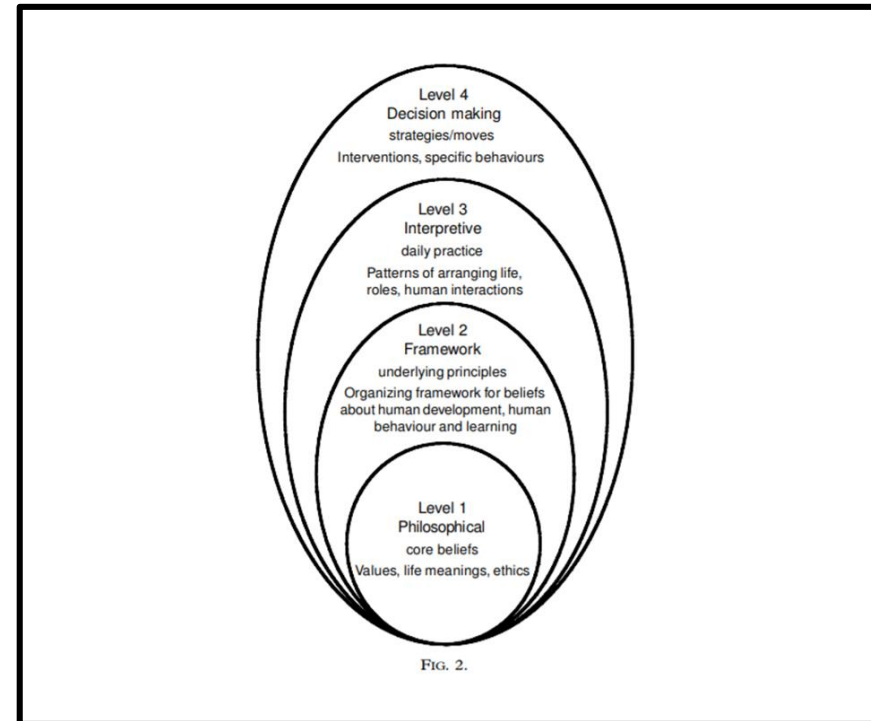 Level 4
Decision making
strategies/moves
Interventions, specific behaviours
Level 3
Interpretive
daily practice
Patterns of arranging life,
roles, human interactions
Level 2
Framework
underlying principles
Organizing framework for beliefs
about human development, human
behaviour and learning
Level 1
Philosophical
core beliefs
Values, life meanings, ethics
FIG. 2.